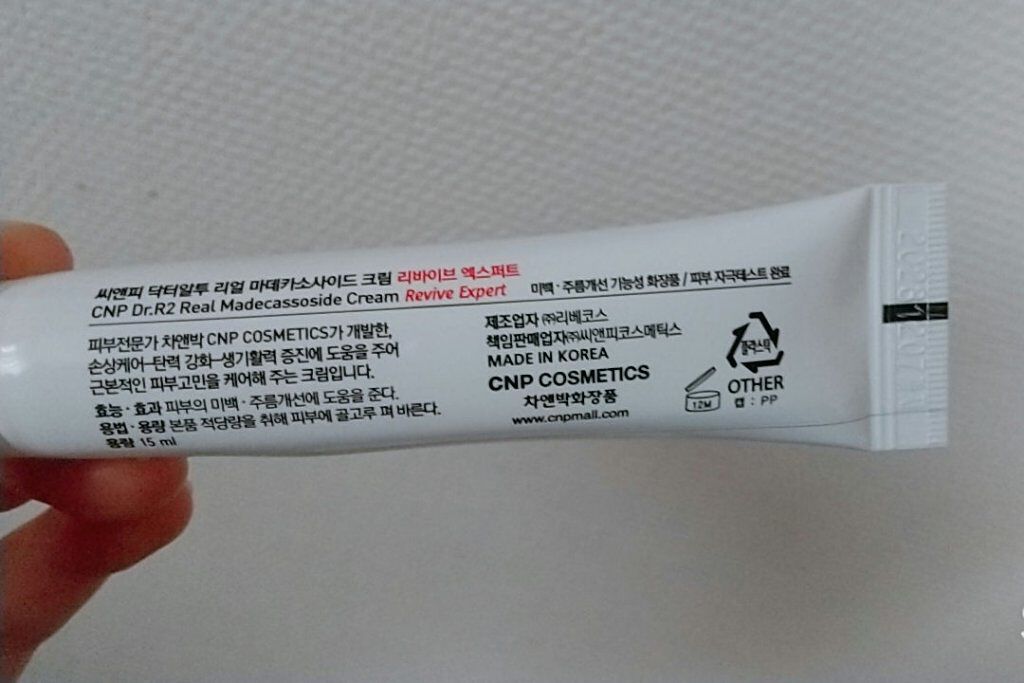 씨앤피 닥터알투 리얼 마데카소사이드 크림 리바이브 엑스퍼트
CNP Dr.R2 Real Madecassoside Cream Revive Expert
미백·주름개선 기능성 화장품 / 피부 자극테스트 완료
피부전문가 차앤박 CNP COSMETICS가 개발한,
손상케어-탄력 강화-생기활력 증진에 도움을 주어
근본적인 피부고민을 케어해 주는 크림입니다.
효능·효과 피부의 미백·주름개선에 도움을 준다.
용법·용량 본품 적당량을 취해 피부에 골고루 펴 바른다.
용량 15 ml
제조업자 ㈜리베코스
책임판매업자㈜씨앤피코스메틱스
MADE IN KOREA
CNP COSMETICS
차앤박화장품
www.cnpmall.com
12M
플라스틱
OTHER
캡 : PP